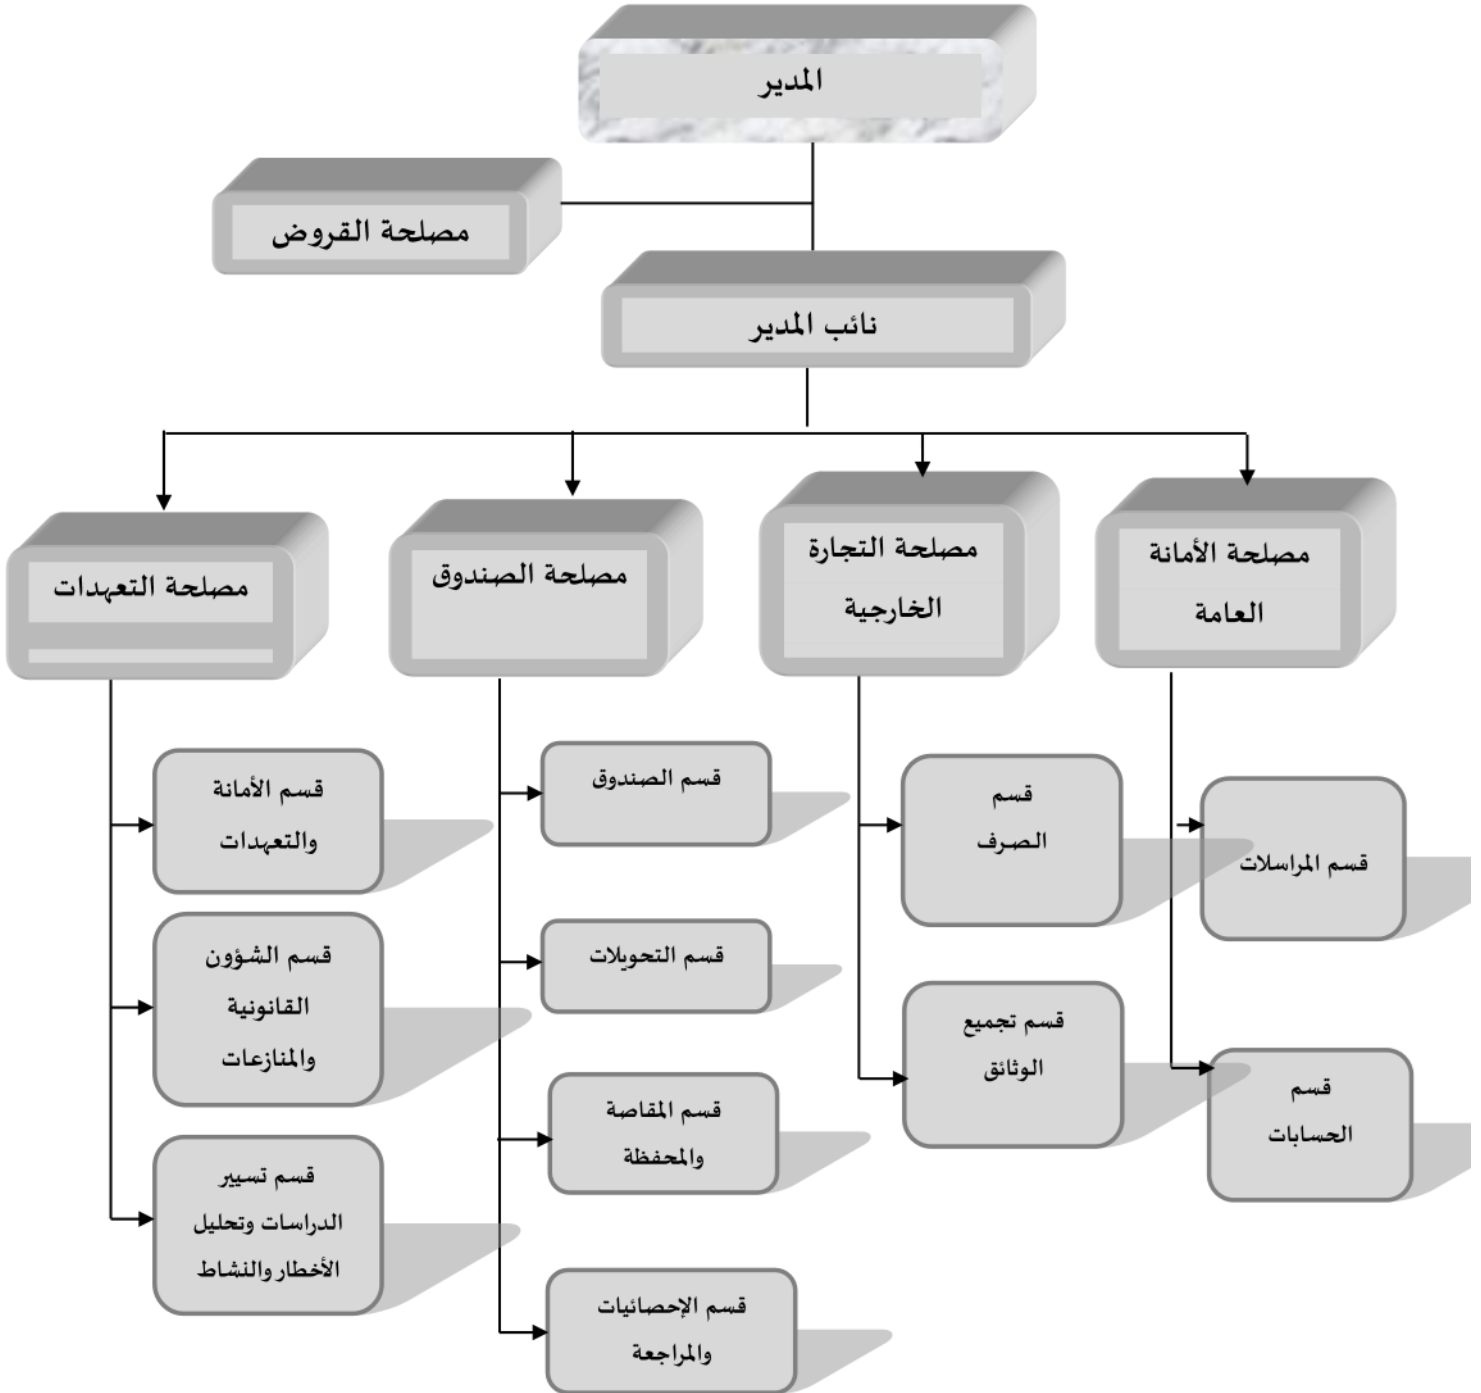 المدير
مصلحة القروض
نائب المدير
مصلحة الأمانة
العامة
مصلحة التجارة
الخارجية
مصلحة الصندوق
مصلحة التعهدات
قسم المراسلات
قسم
الحسابات
قسم
الصرف
قسم تجميع
الوثائق
قسم الصندوق
قسم التحويلات
قسم المقاصة
والمحفظة
قسم الإحصائيات
والمراجعة
قسم الأمانة
والتعهدات
قسم الشؤون
القانونية
والمنازعات
قسم تسيير
الدراسات وتحليل
الأخطار والنشاط